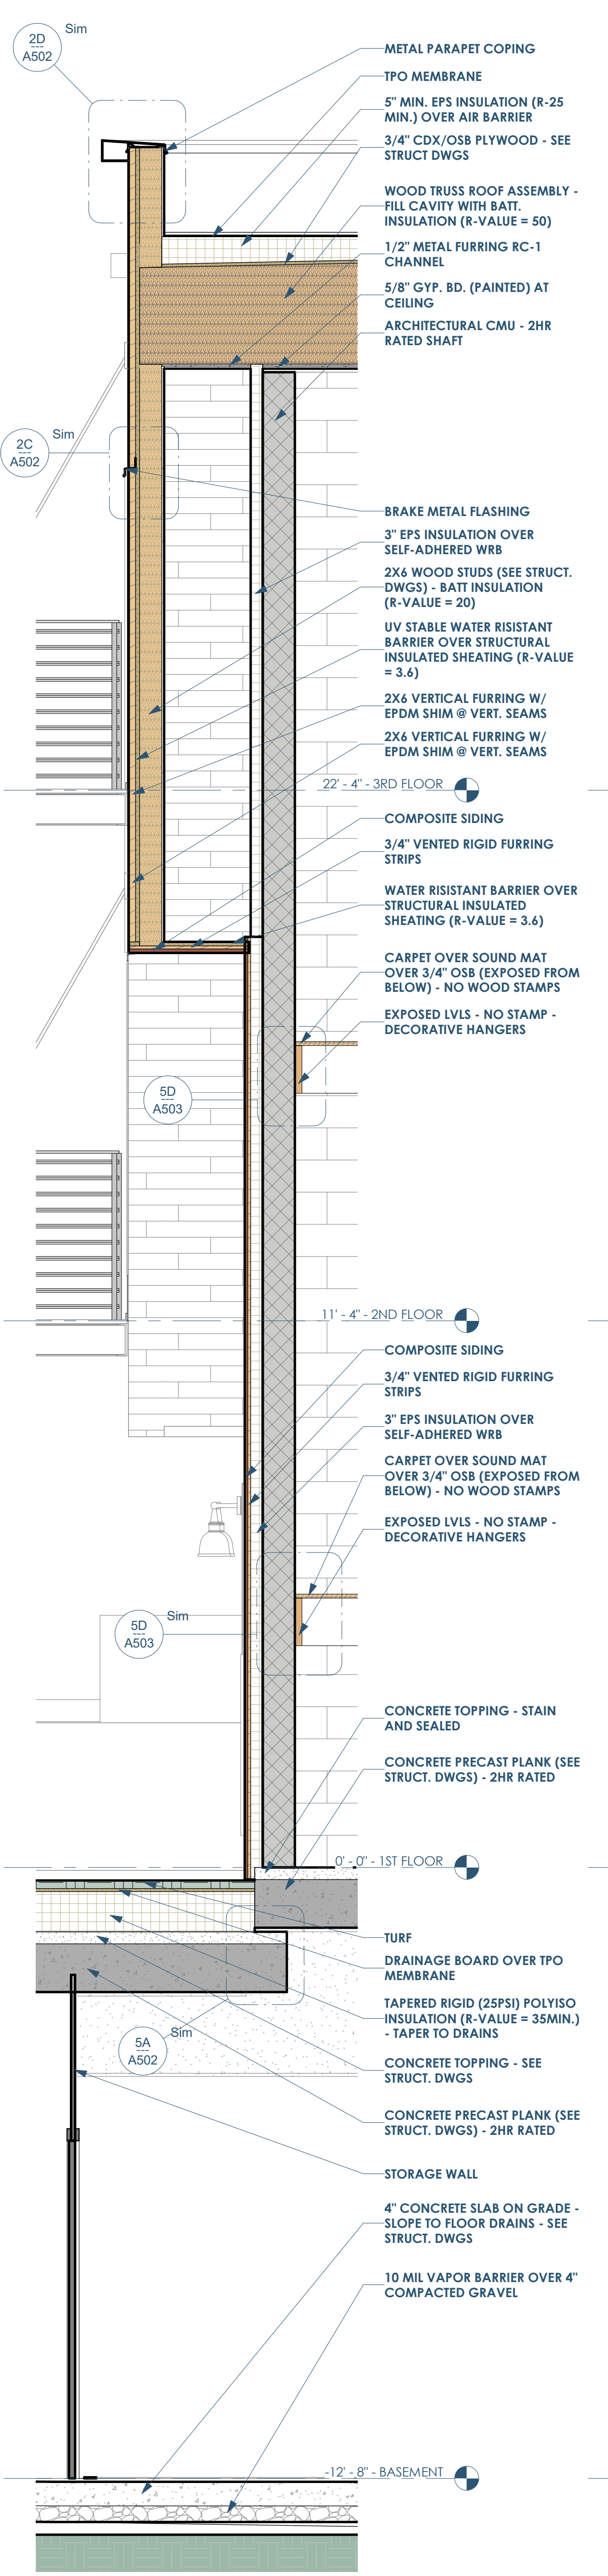 2D
A502
Sim
METAL PARAPET COPING
TPO MEMBRANE
5" MIN. EPS INSULATION (R-25
MIN.) OVER AIR BARRIER
3/4" CDX/OSB PLYWOOD - SEE
STRUCT DWGS
WOOD TRUSS ROOF ASSEMBLY -
FILL CAVITY WITH BATT.
INSULATION (R-VALUE = 50)
1/2" METAL FURRING RC-1
CHANNEL
5/8" GYP. BD. (PAINTED) AT
CEILING
ARCHITECTURAL CMU - 2HR
RATED SHAFT
2C
A502
Sim
BRAKE METAL FLASHING
3" EPS INSULATION OVER
SELF-ADHERED WRB
2X6 WOOD STUDS (SEE STRUCT.
DWGS) - BATT INSULATION
(R-VALUE = 20)
UV STABLE WATER RISISTANT
BARRIER OVER STRUCTURAL
INSULATED SHEATING (R-VALUE
= 3.6)
2X6 VERTICAL FURRING W/
EPDM SHIM @ VERT. SEAMS
2X6 VERTICAL FURRING W/
EPDM SHIM @ VERT. SEAMS
22' - 4" - 3RD FLOOR
COMPOSITE SIDING
3/4" VENTED RIGID FURRING
STRIPS
WATER RISISTANT BARRIER OVER
STRUCTURAL INSULATED
SHEATING (R-VALUE = 3.6)
CARPET OVER SOUND MAT
OVER 3/4" OSB (EXPOSED FROM
BELOW) - NO WOOD STAMPS
EXPOSED LVLS - NO STAMP -
DECORATIVE HANGERS
5D
A503
11' - 4" - 2ND FLOOR
COMPOSITE SIDING
3/4" VENTED RIGID FURRING
STRIPS
3" EPS INSULATION OVER
SELF-ADHERED WRB
CARPET OVER SOUND MAT
OVER 3/4" OSB (EXPOSED FROM
BELOW) - NO WOOD STAMPS
EXPOSED LVLS - NO STAMP -
DECORATIVE HANGERS
5D
A503
Sim
CONCRETE TOPPING - STAIN
AND SEALED
CONCRETE PRECAST PLANK (SEE
STRUCT. DWGS) - 2HR RATED
0' - 0" - 1ST FLOOR
TURF
DRAINAGE BOARD OVER TPO
MEMBRANE
TAPERED RIGID (25PSI) POLYISO
INSULATION (R-VALUE = 35MIN.)
- TAPER TO DRAINS
5A
A502
Sim
CONCRETE TOPPING - SEE
STRUCT. DWGS
CONCRETE PRECAST PLANK (SEE
STRUCT. DWGS) - 2HR RATED
STORAGE WALL
4" CONCRETE SLAB ON GRADE -
SLOPE TO FLOOR DRAINS - SEE
STRUCT. DWGS
10 MIL VAPOR BARRIER OVER 4"
COMPACTED GRAVEL
-12' - 8" - BASEMENT